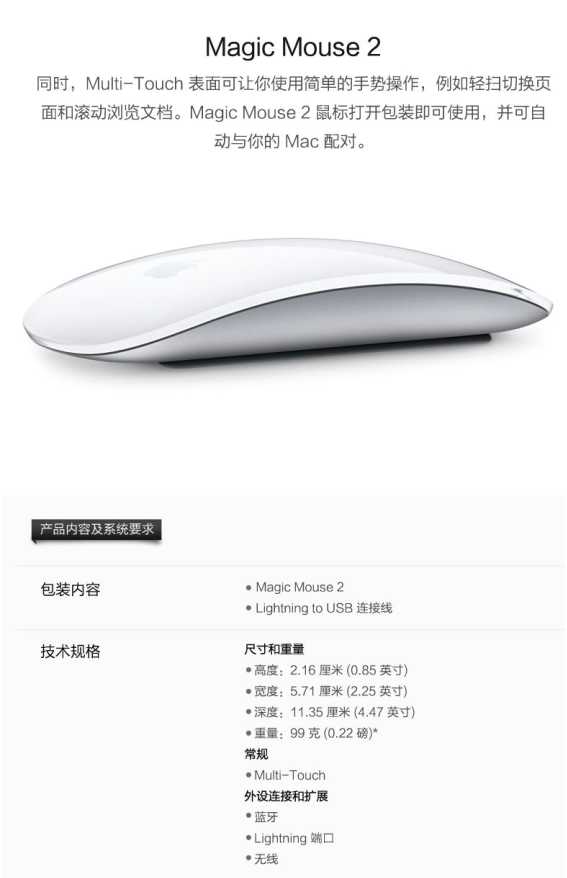 Magic Mouse 2
同时，Multi-Touch 表面可让你使用简单的手势操作，例如轻扫切换页
面和滚动浏览文档。Magic Mouse 2 鼠标打开包装即可使用，并可自
动与你的 Mac 配对。
产品内容及系统要求
包装内容
• Magic Mouse 2
• Lightning to USB 连接线
技术规格
尺寸和重量
• 高度：2.16 厘米 (0.85 英寸)
• 宽度：5.71 厘米 (2.25 英寸)
• 深度：11.35 厘米 (4.47 英寸)
• 重量：99 克 (0.22 磅)*
常规
• Multi-Touch
外设连接和扩展
• 蓝牙
• Lightning 端口
• 无线